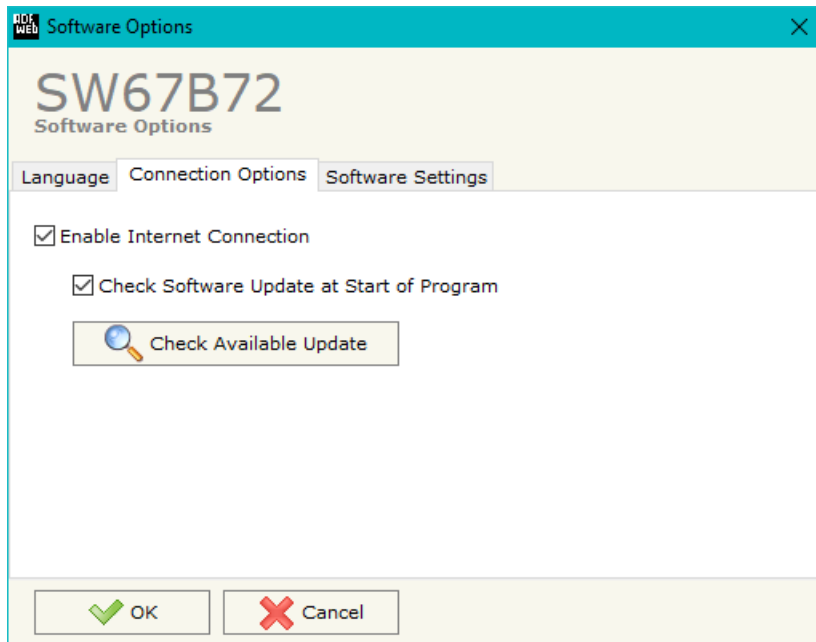 ADF
WEB
Software Options
SW67B72
Software Options
Language Connection Options Software Settings
Enable Internet Connection
Check Software Update at Start of Program
Check Available Update
OK Cancel